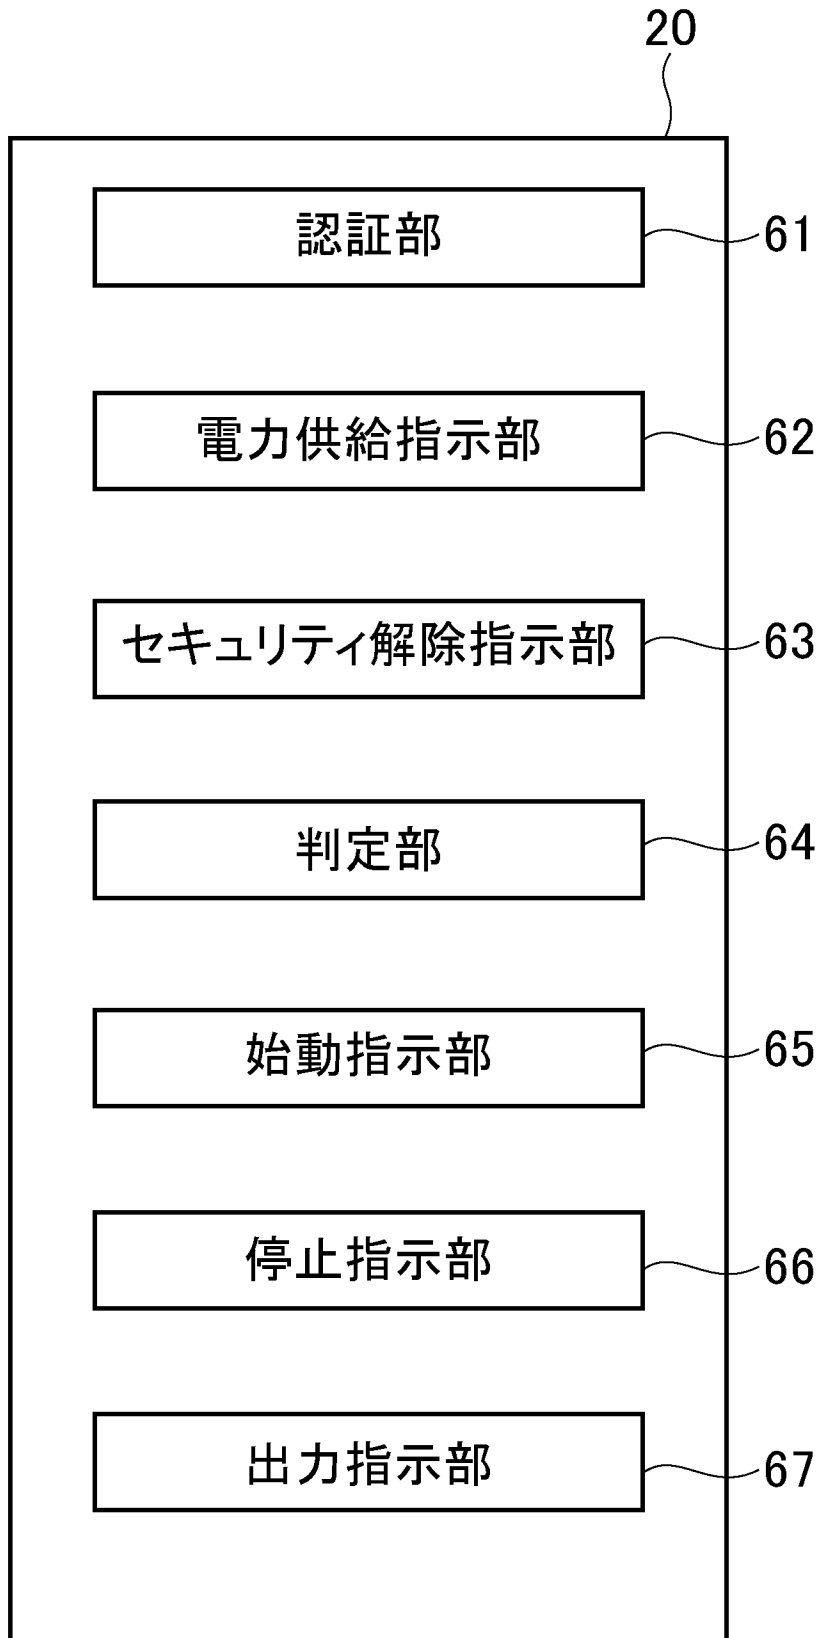 20
認証部 61
電力供給指示部 62
セキュリティ解除指示部 63
判定部 64
始動指示部 65
停止指示部 66
出力指示部 67